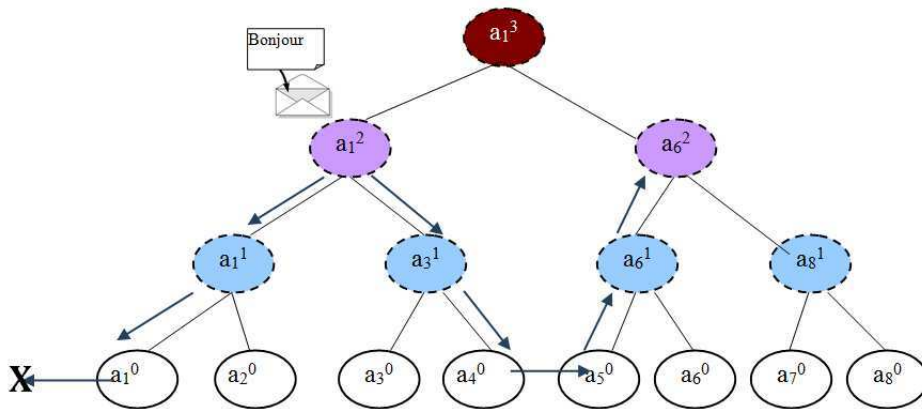 a₁³
Bonjour
a₁² a₆²
a₁¹ a₃¹ a₆¹ a₈¹
X a₁⁰ a₂⁰ a₃⁰ a₄⁰ a₅⁰ a₆⁰ a₇⁰ a₈⁰